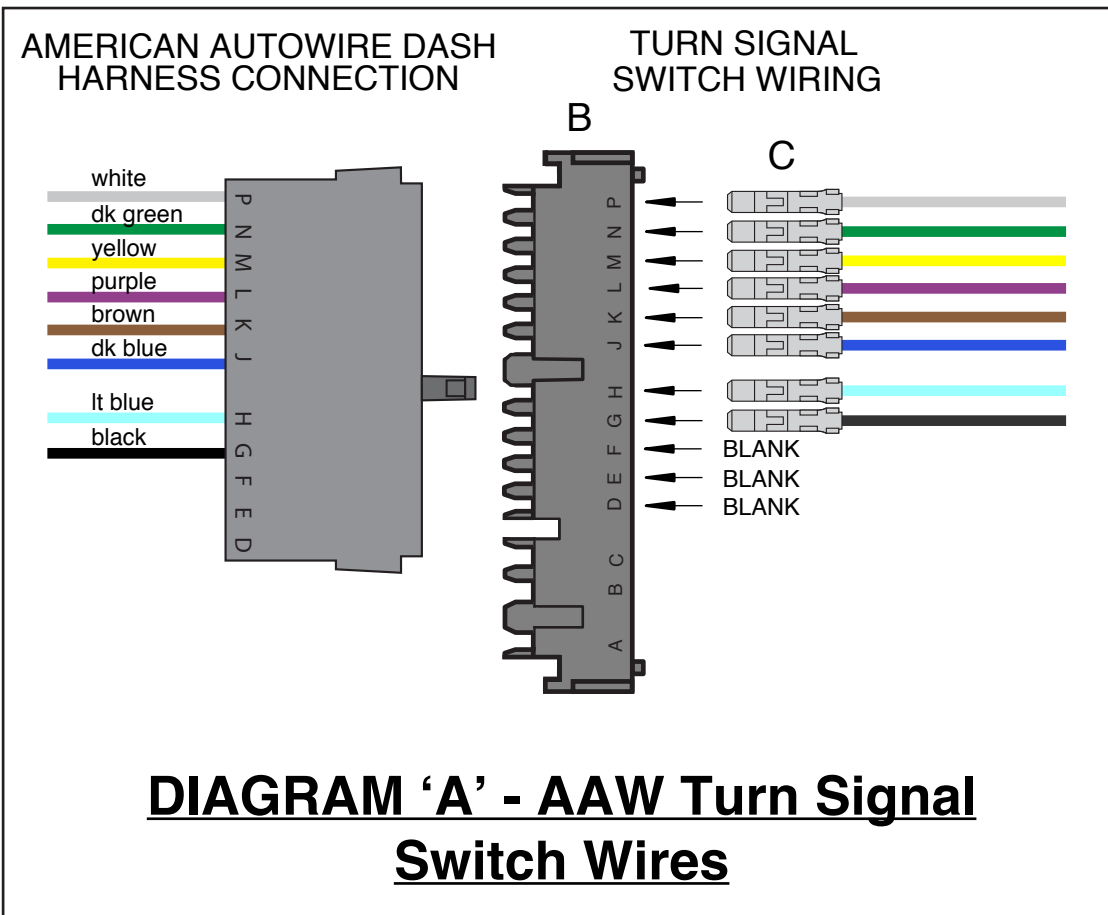 AMERICAN AUTOWIRE DASH
HARNESS CONNECTION
TURN SIGNAL
SWITCH WIRING
B
C
white
dk green
yellow
purple
brown
dk blue
lt blue
black
P
N
M
L
K
J
H
G
F
E
D
P
N
M
L
K
J
H
G
F
E
D
C
B
A
BLANK
BLANK
BLANK
DIAGRAM ‘A’ - AAW Turn Signal
Switch Wires